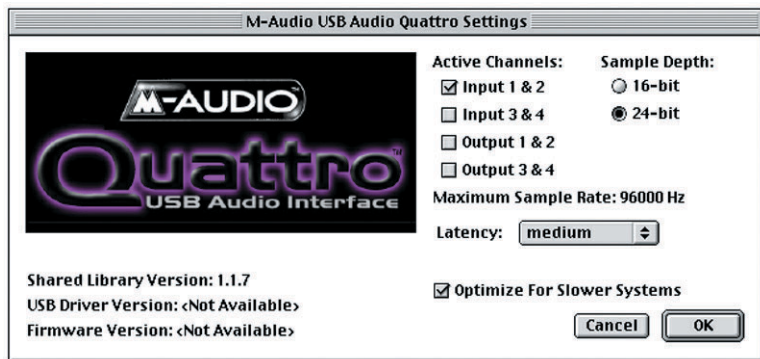 M-Audio USB Audio Quattro Settings
M-AUDIO™
Quattro™
USB Audio Interface
Active Channels:
Input 1 & 2
Input 3 & 4
Output 1 & 2
Output 3 & 4
Sample Depth:
16-bit
24-bit
Maximum Sample Rate: 96000 Hz
Latency: medium
Shared Library Version: 1.1.7
USB Driver Version: <Not Available>
Firmware Version: <Not Available>
Optimize For Slower Systems
Cancel OK